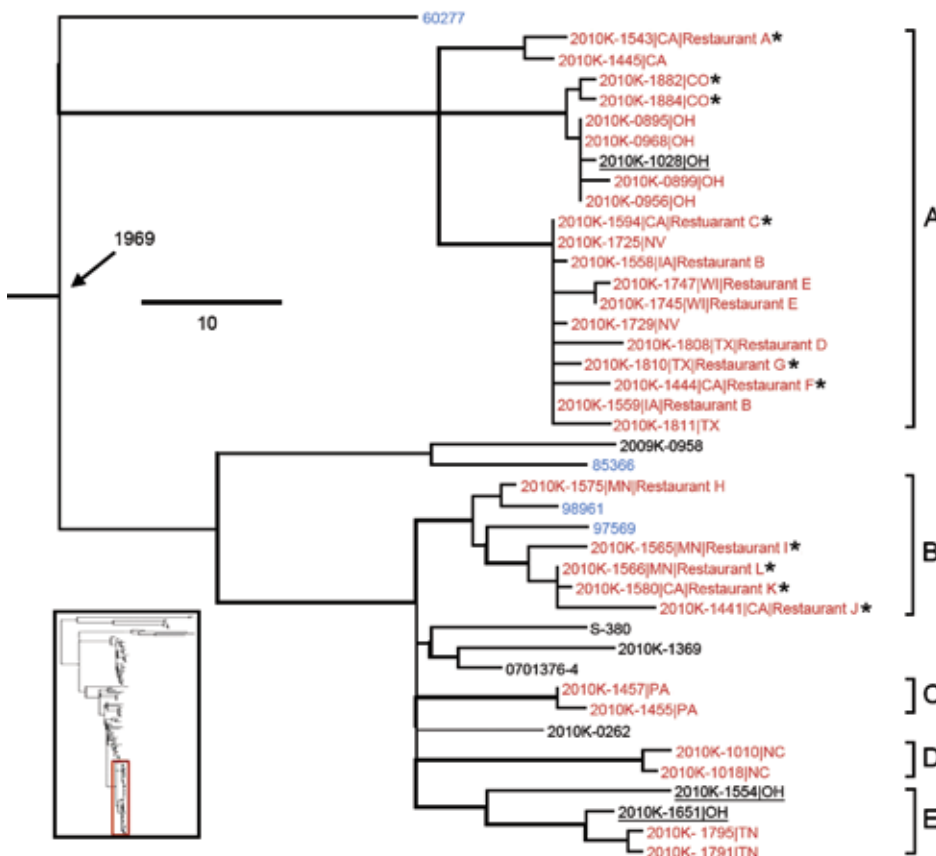 60277
2010K-1543|CA|Restaurant A*
2010K-1445|CA
2010K-1882|CO*
2010K-1884|CO*
2010K-0895|OH
2010K-0968|OH
2010K-1028|OH
2010K-0899|OH
2010K-0956|OH
A
2010K-1594|CA|Restuarant C*
1969
2010K-1725|NV
2010K-1558|IA|Restaurant B
2010K-1747|WI|Restaurant E
2010K-1745|WI|Restaurant E
10
2010K-1729|NV
2010K-1808|TX|Restaurant D
2010K-1810|TX|Restaurant G*
2010K-1444|CA|Restaurant F*
2010K-1559|IA|Restaurant B
2010K-1811|TX
2009K-0958
85366
2010K-1575|MN|Restaurant H
98961
97569
B
2010K-1565|MN|Restaurant I*
2010K-1566|MN|Restaurant L*
2010K-1580|CA|Restaurant K*
2010K-1441|CA|Restaurant J*
S-380
2010K-1369
0701376-4
2010K-1457|PA
C
2010K-1455|PA
2010K-0262
2010K-1010|NC
D
2010K-1018|NC
2010K-1554|OH
2010K-1651|OH
E
2010K- 1795|TN
2010K- 1791|TN